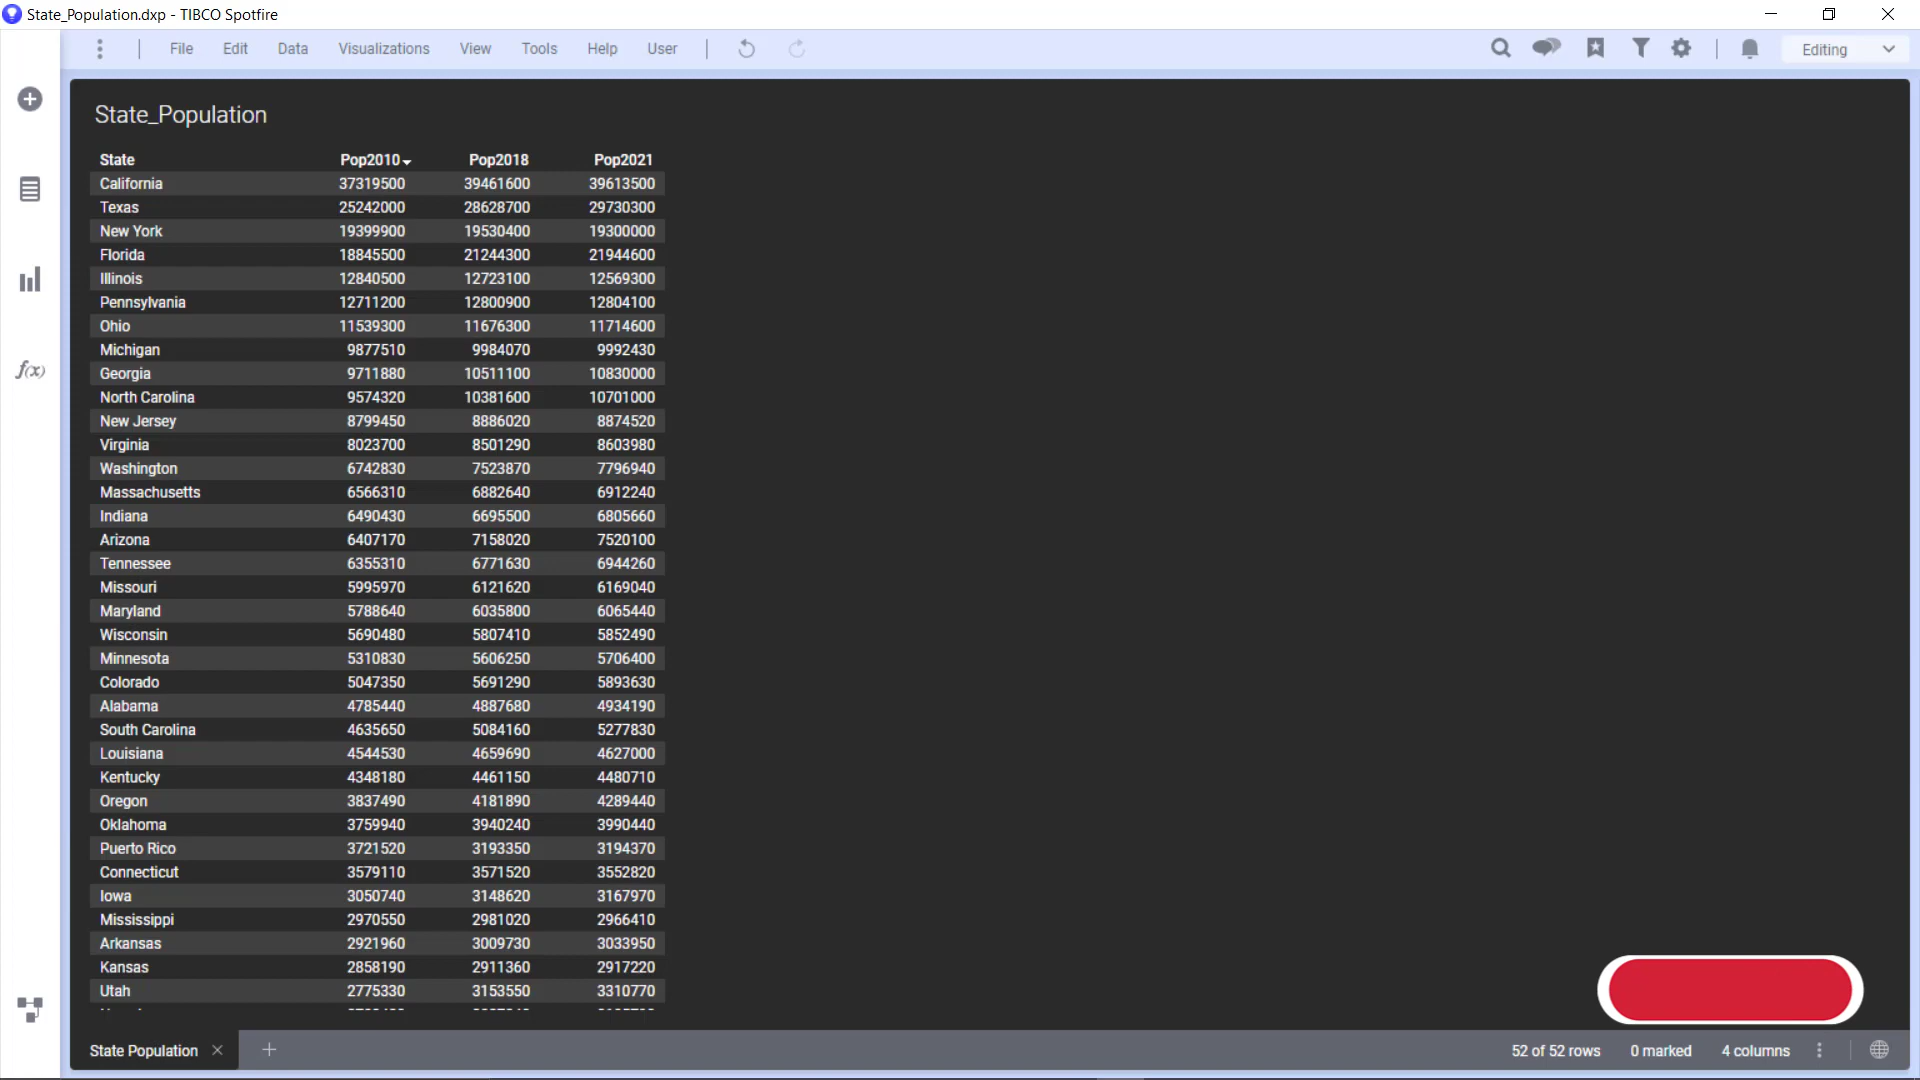 State_Population.dxp - TIBCO Spotfire
File Edit Data Visualizations View Tools Help User Editing
State_Population
State Pop2010 Pop2018 Pop2021
California 37319500 39461600 39613500
Texas 25242000 28628700 29730300
New York 19399900 19530400 19300000
Florida 18845500 21244300 21944600
Illinois 12840500 12723100 12569300
Pennsylvania 12711200 12800900 12804100
Ohio 11539300 11676300 11714600
Michigan 9877510 9984070 9992430
Georgia 9711880 10511100 10830000
North Carolina 9574320 10381600 10701000
New Jersey 8799450 8886020 8874520
Virginia 8023700 8501290 8603980
Washington 6742830 7523870 7796940
Massachusetts 6566310 6882640 6912240
Indiana 6490430 6695500 6805660
Arizona 6407170 7158020 7520100
Tennessee 6355310 6771630 6944260
Missouri 5995970 6121620 6169040
Maryland 5788640 6035800 6065440
Wisconsin 5690480 5807410 5852490
Minnesota 5310830 5606250 5706400
Colorado 5047350 5691290 5893630
Alabama 4785440 4887680 4934190
South Carolina 4635650 5084160 5277830
Louisiana 4544530 4659690 4627000
Kentucky 4348180 4461150 4480710
Oregon 3837490 4181890 4289440
Oklahoma 3759940 3940240 3990440
Puerto Rico 3721520 3193350 3194370
Connecticut 3579110 3571520 3552820
Iowa 3050740 3148620 3167970
Mississippi 2970550 2981020 2966410
Arkansas 2921960 3009730 3033950
Kansas 2858190 2911360 2917220
Utah 2775330 3153550 3310770
f(x)
State Population 52 of 52 rows 0 marked 4 columns